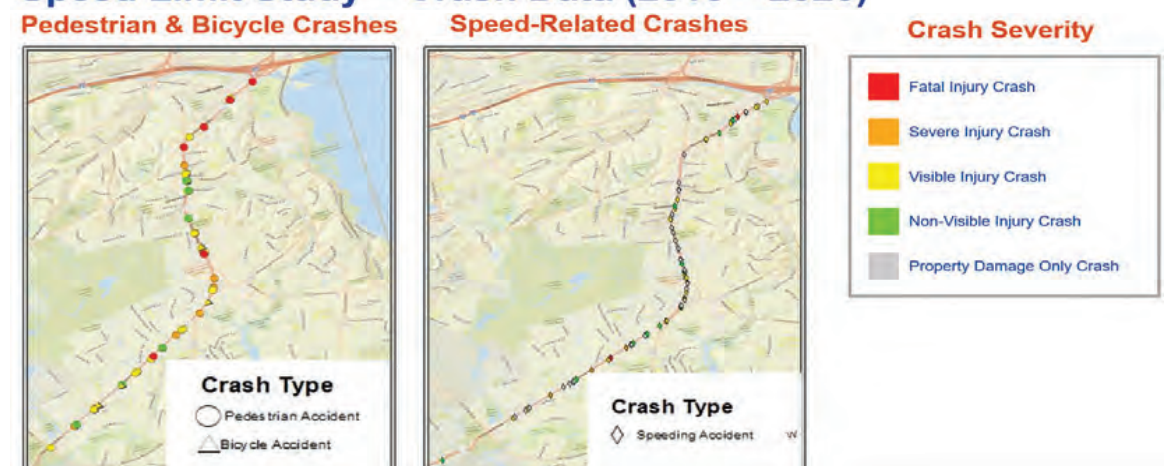 Pedestrian & Bicycle Crashes
Speed-Related Crashes
Crash Severity
Fatal Injury Crash
Severe Injury Crash
Visible Injury Crash
Non-Visible Injury Crash
Property Damage Only Crash
Crash Type
Pedestrian Accident
Bicycle Accident
Crash Type
Speeding Accident
W